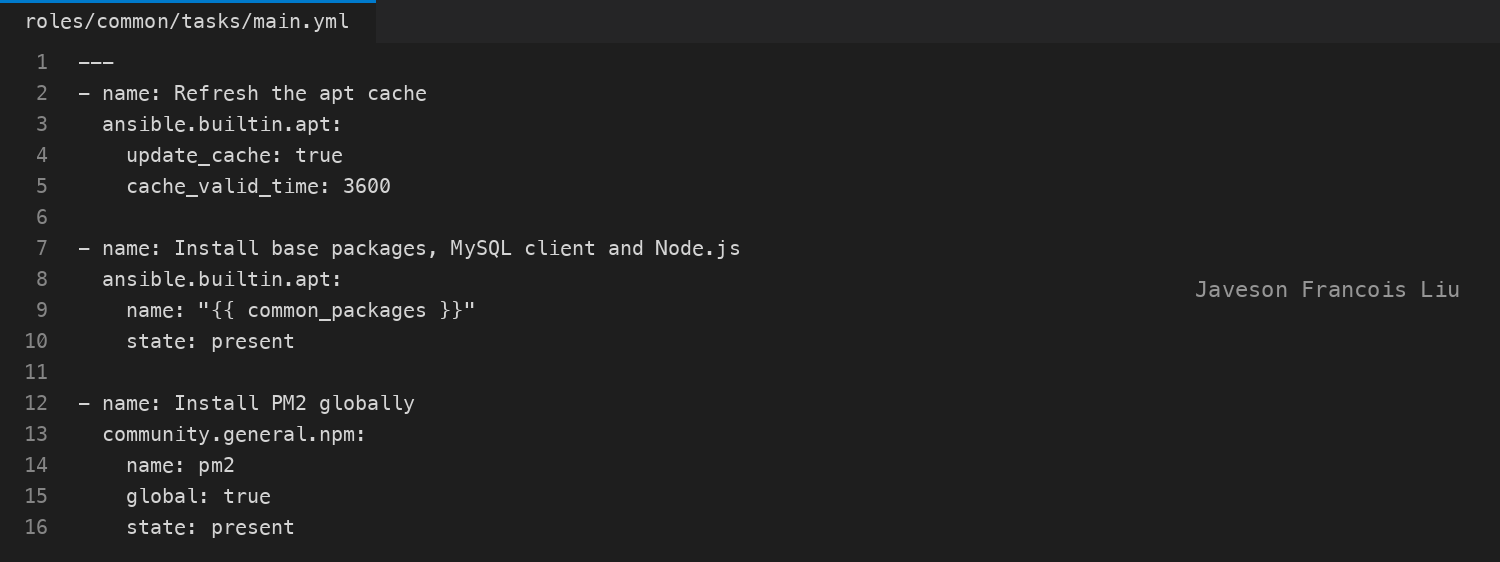 roles/common/tasks/main.yml
1 ---
2 - name: Refresh the apt cache
3   ansible.builtin.apt:
4     update_cache: true
5     cache_valid_time: 3600
6
7 - name: Install base packages, MySQL client and Node.js
8   ansible.builtin.apt:
9     name: "{{ common_packages }}"
10     state: present
11
12 - name: Install PM2 globally
13   community.general.npm:
14     name: pm2
15     global: true
16     state: present
Javeson Francois Liu